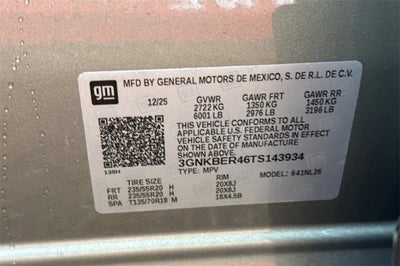 gm
MFD BY GENERAL MOTORS DE MEXICO, S. DE R.L. DE C.V.
12/25 GVWR GAWR FRT GAWR RR
2722 KG 1350 KG 1450 KG
6001 LB 2976 LB 3196 LB
THIS VEHICLE CONFORMS TO ALL
APPLICABLE U.S. FEDERAL MOTOR
VEHICLE SAFETY STANDARDS IN
EFFECT ON THE DATE OF MANUFACTURE
SHOWN ABOVE.
3GNKBER46TS143934
130H TYPE: MPV MODEL: 641NL26
TIRE SIZE RIM
FRT 235/55R20 H 20X8J
RR 235/55R20 H 20X8J
SPA T135/70R18 M 18X4.5B